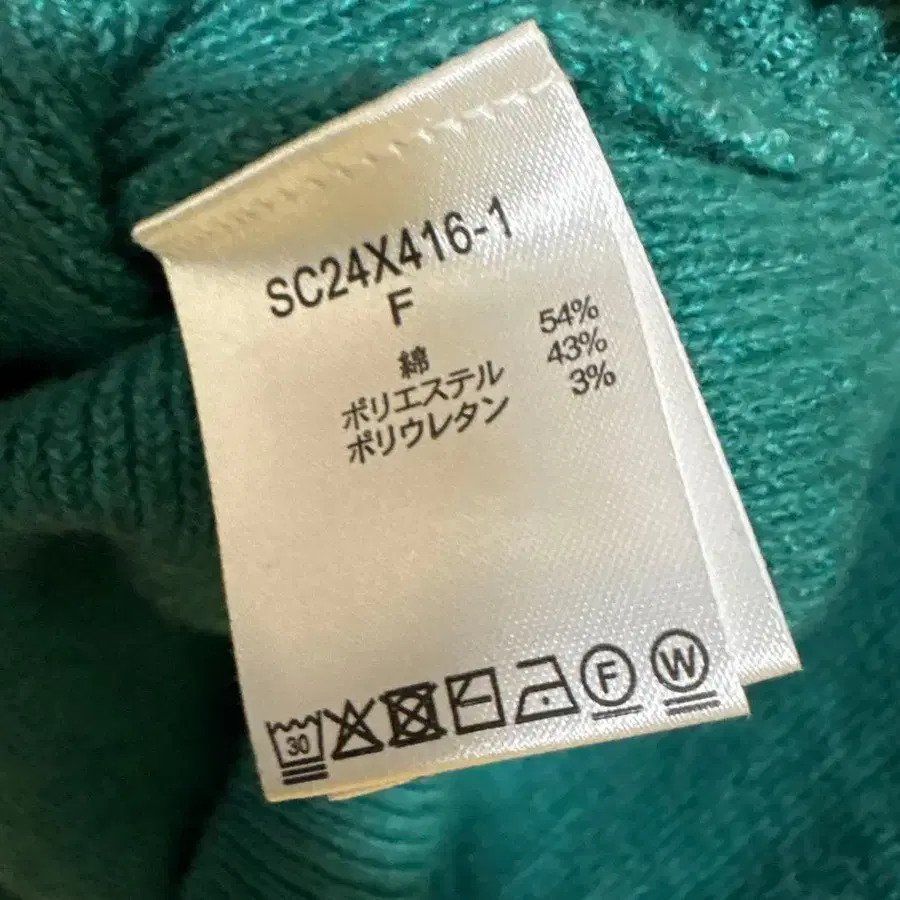 SC24X416-1
F
綿 54%
ポリエステル 43%
ポリウレタン 3%
30 F W